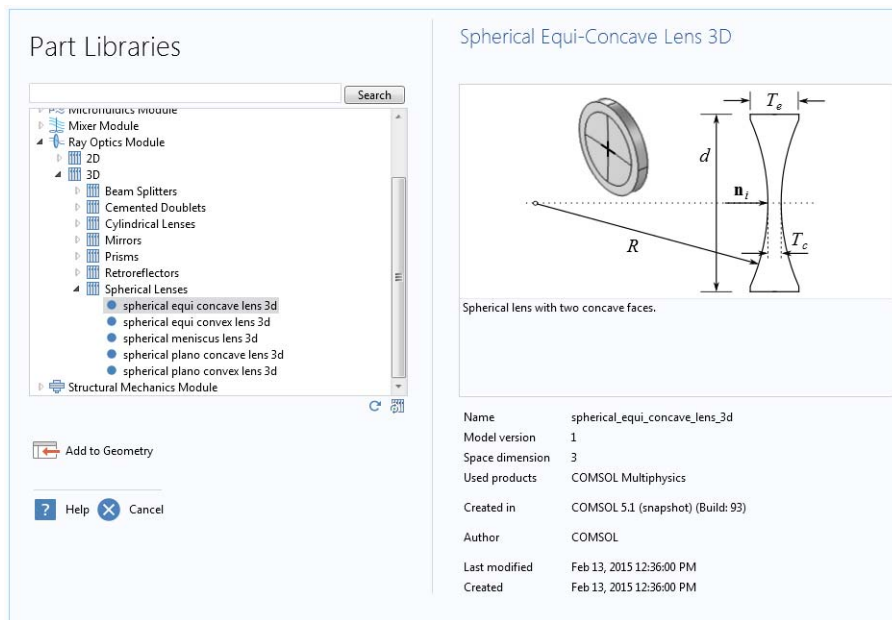 Part Libraries
Search
Microfluidics Module
Mixer Module
Ray Optics Module
2D
3D
Beam Splitters
Cemented Doublets
Cylindrical Lenses
Mirrors
Prisms
Retroreflectors
Spherical Lenses
spherical equi concave lens 3d
spherical equi convex lens 3d
spherical meniscus lens 3d
spherical plano concave lens 3d
spherical plano convex lens 3d
Structural Mechanics Module
Add to Geometry
? Help Cancel
Spherical Equi-Concave Lens 3D
Te
d
ni
R
Tc
Spherical lens with two concave faces.
Name spherical_equi_concave_lens_3d
Model version 1
Space dimension 3
Used products COMSOL Multiphysics
Created in COMSOL 5.1 (snapshot) (Build: 93)
Author COMSOL
Last modified Feb 13, 2015 12:36:00 PM
Created Feb 13, 2015 12:36:00 PM